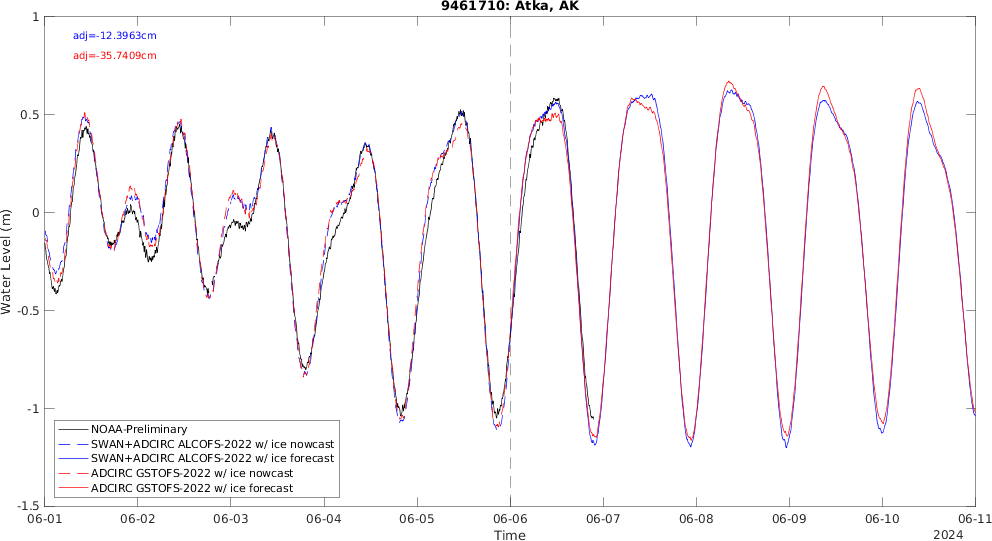 9461710: Atka, AK
adj=-12.3963cm
adj=-35.7409cm
1
0.5
0
-0.5
-1
-1.5
Water Level (m)
NOAA-Preliminary
SWAN+ADCIRC ALCOFS-2022 w/ ice nowcast
SWAN+ADCIRC ALCOFS-2022 w/ ice forecast
ADCIRC GSTOFS-2022 w/ ice nowcast
ADCIRC GSTOFS-2022 w/ ice forecast
06-01 06-02 06-03 06-04 06-05 06-06 06-07 06-08 06-09 06-10 06-11
Time
2024